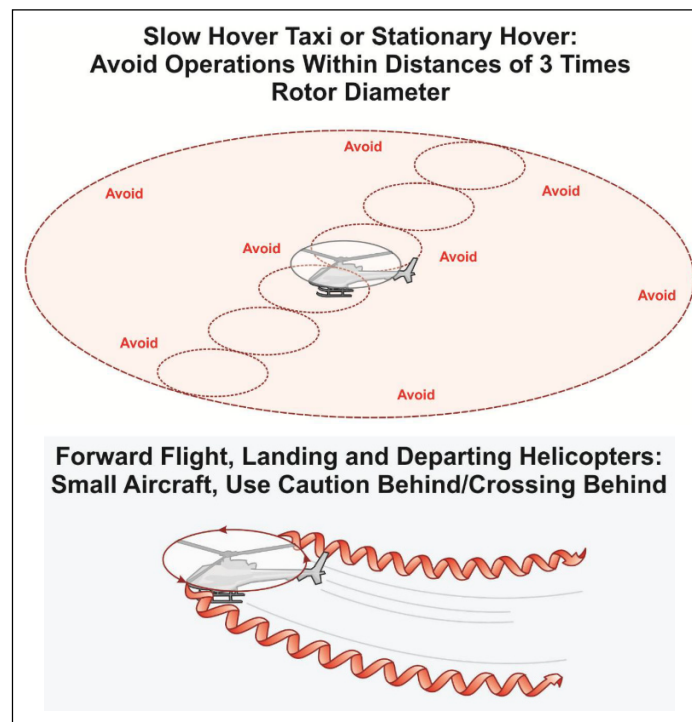 Slow Hover Taxi or Stationary Hover:
Avoid Operations Within Distances of 3 Times
Rotor Diameter
Avoid
Avoid
Avoid
Avoid
Avoid
Avoid
Avoid
Avoid
Forward Flight, Landing and Departing Helicopters:
Small Aircraft, Use Caution Behind/Crossing Behind